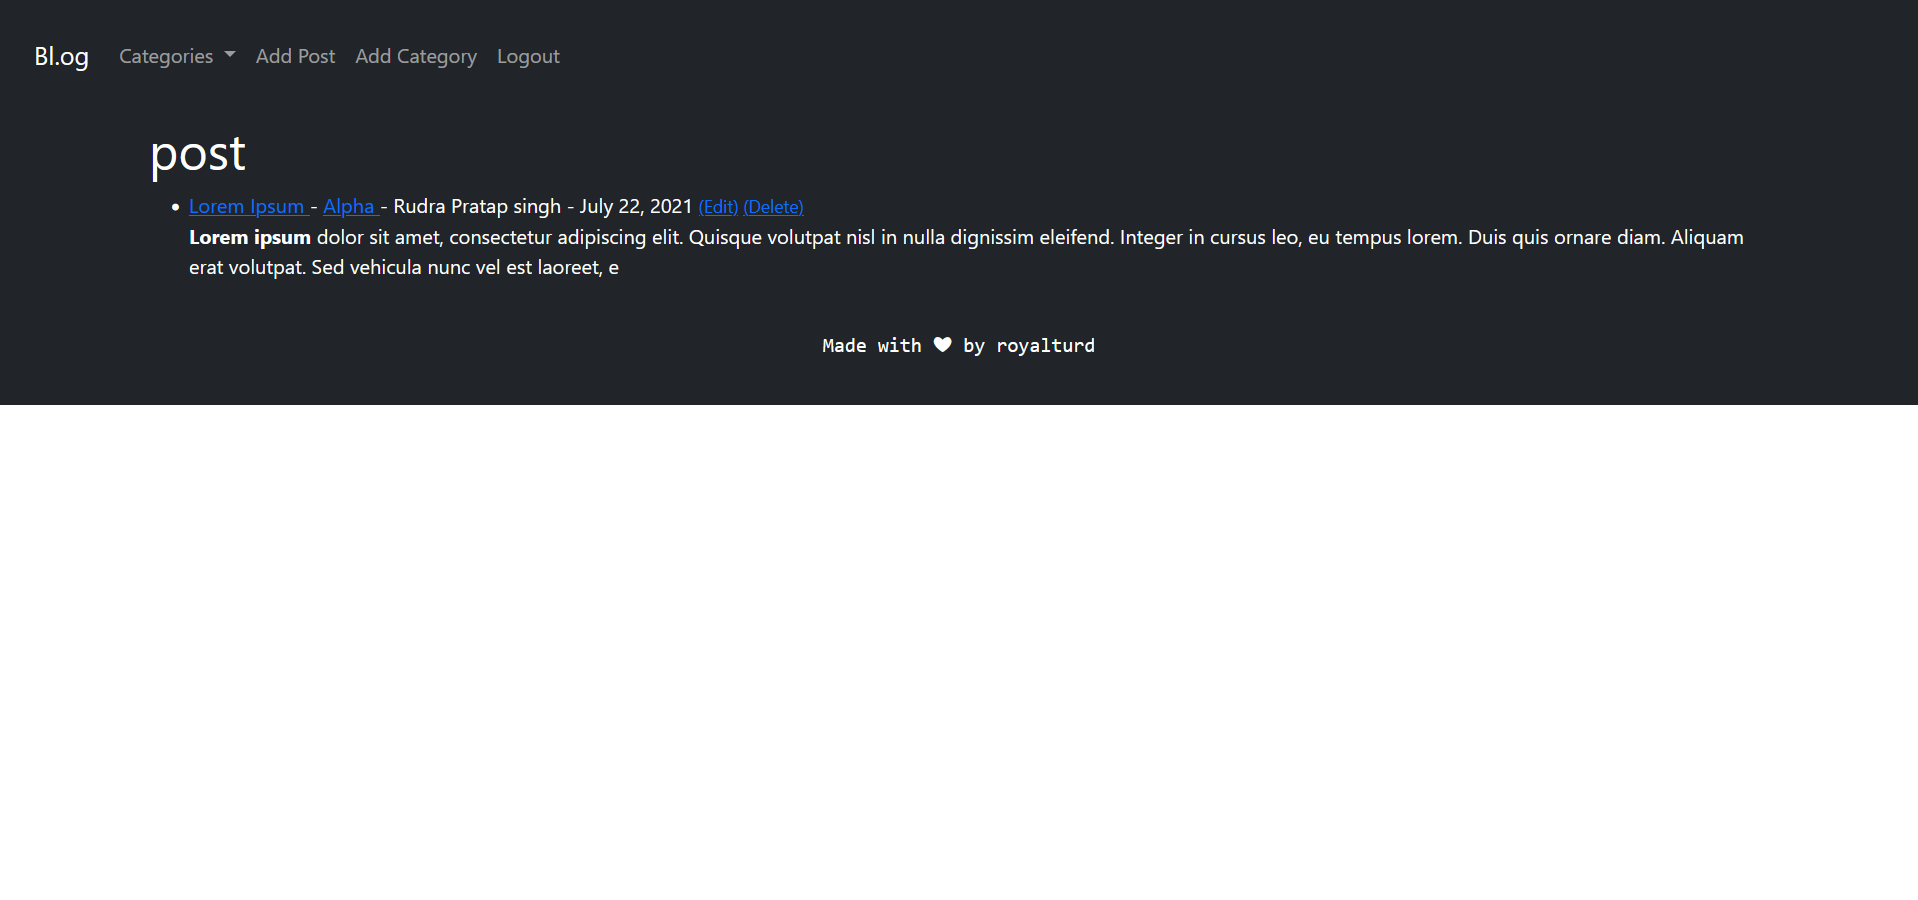 Bl.og Categories Add Post Add Category Logout
post
Lorem Ipsum - Alpha - Rudra Pratap singh - July 22, 2021 (Edit) (Delete)
Lorem ipsum dolor sit amet, consectetur adipiscing elit. Quisque volutpat nisl in nulla dignissim eleifend. Integer in cursus leo, eu tempus lorem. Duis quis ornare diam. Aliquam
erat volutpat. Sed vehicula nunc vel est laoreet, e
Made with ♥ by royalturd